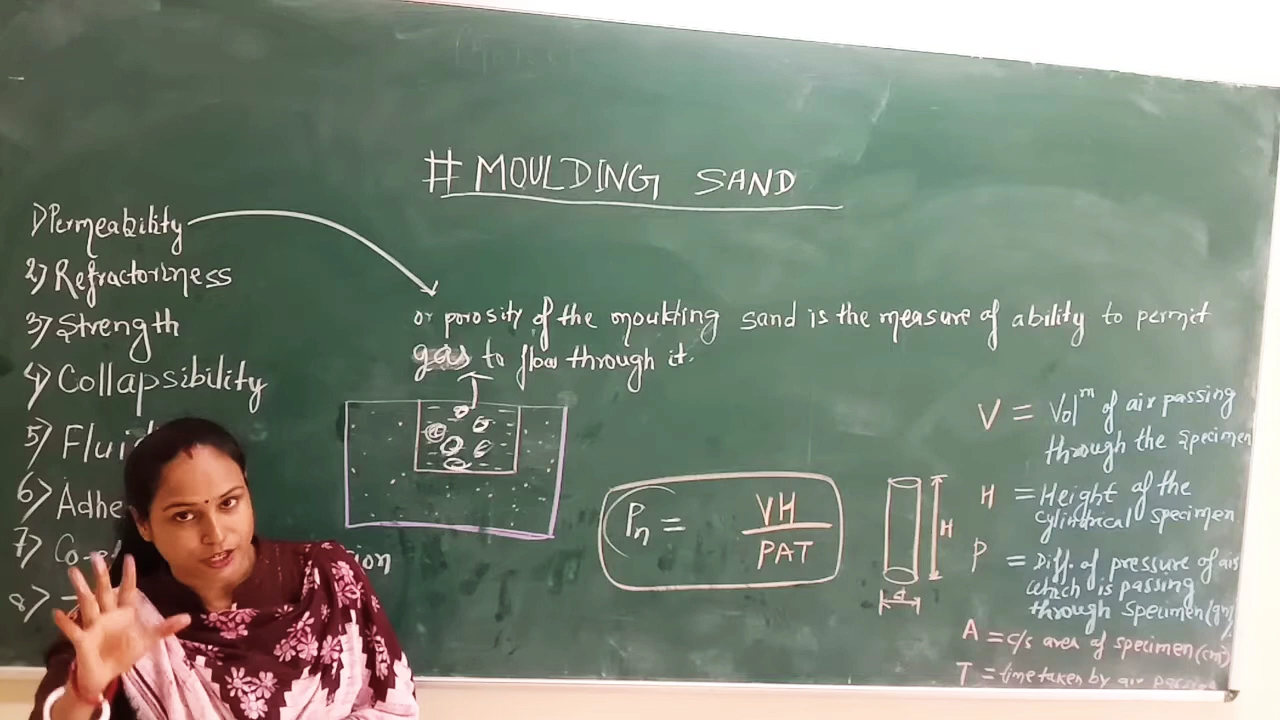 # MOULDING SAND
1) Permeability
2) Refractoriness
3) Strength
4) Collapsibility
5) Fluid
6) Adhe
7) Co-
8)
or porosity of the moulding sand is the measure of ability to permit
gas to flow through it.
Pn = VH
PAT
H
d
V = Vol^m of air passing
through the specimen
H = Height of the
cylindrical specimen
P = Diff. of pressure of air
which is passing
through specimen
A = c/s area of specimen (cm²)
T = time taken by air